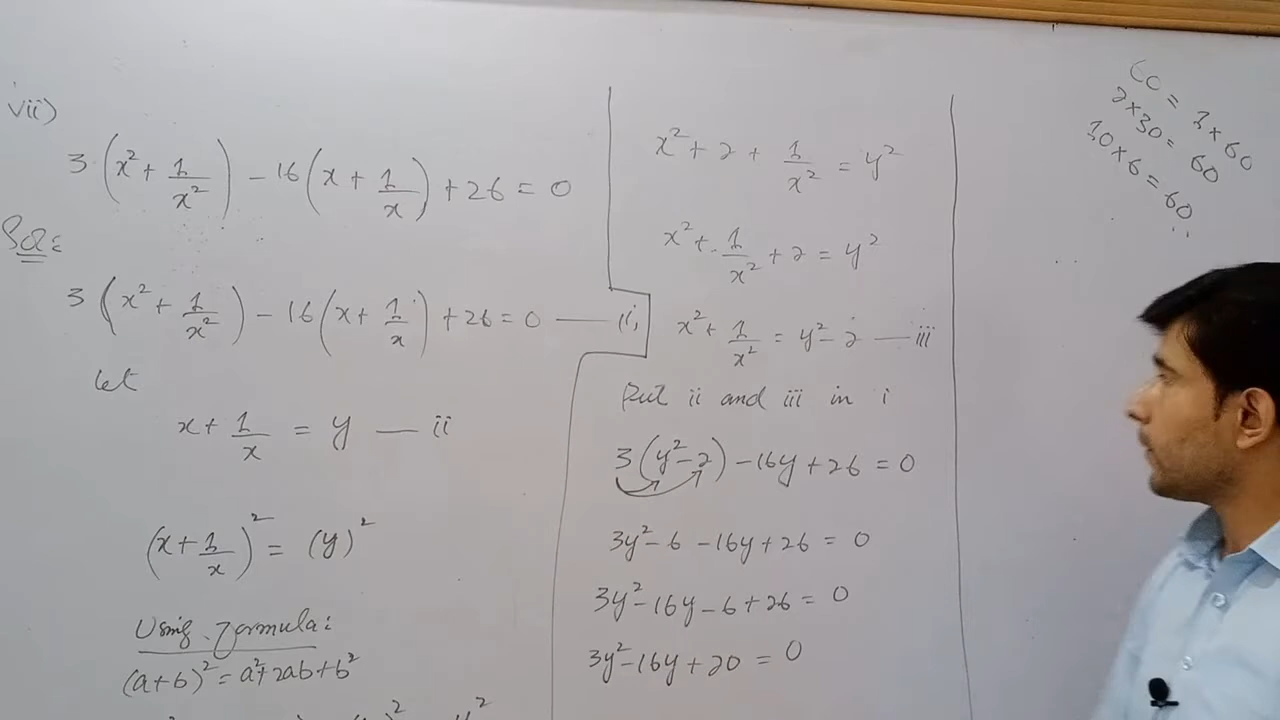 vii)
3(x² + 1/x²) - 16(x + 1/x) + 26 = 0
Sol:
3(x² + 1/x²) - 16(x + 1/x) + 26 = 0 — (i)
let
x + 1/x = y — ii
(x + 1/x)² = (y)²
Using Formula:
(a+b)² = a²+2ab+b²
x² + 2 + 1/x² = y²
x² + 1/x² + 2 = y²
x² + 1/x² = y² - 2 — iii
Put ii and iii in i
3(y² - 2) - 16y + 26 = 0
3y² - 6 - 16y + 26 = 0
3y² - 16y - 6 + 26 = 0
3y² - 16y + 20 = 0
60 = 1 × 60
2 × 30 = 60
10 × 6 = 60